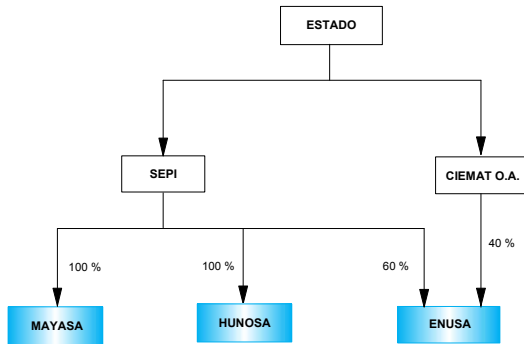 ESTADO
SEPI
CIEMAT O.A.
100 %
100 %
60 %
40 %
MAYASA
HUNOSA
ENUSA